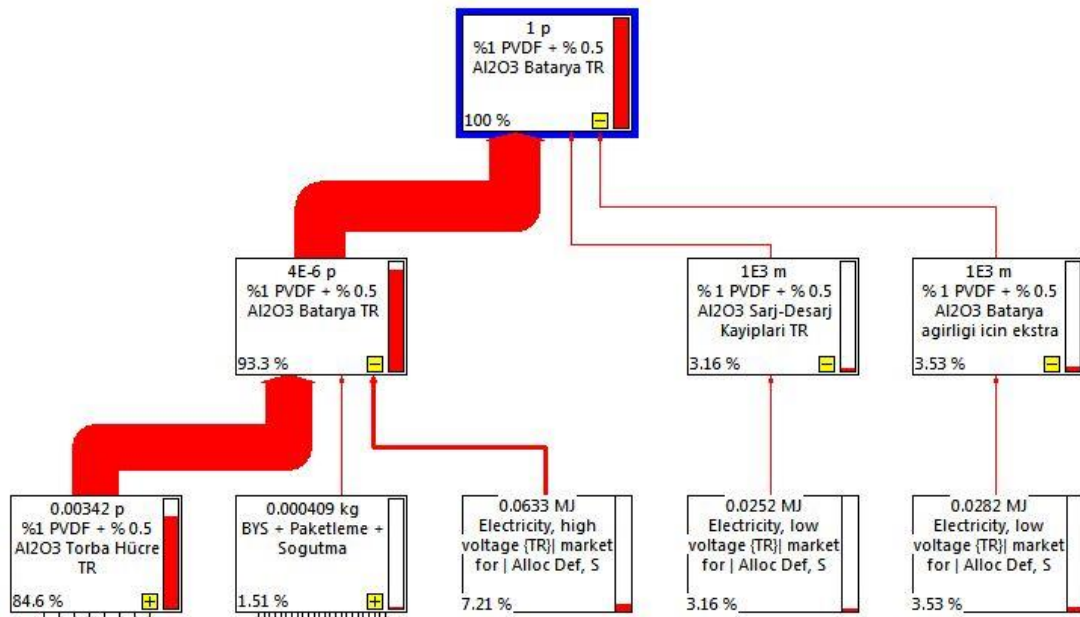 1 p
%1 PVDF + % 0.5
Al2O3 Batarya TR
100 %
4E-6 p
%1 PVDF + % 0.5
Al2O3 Batarya TR
93.3 %
1E3 m
% 1 PVDF + % 0.5
Al2O3 Sarj-Desarj
Kayiplari TR
3.16 %
1E3 m
% 1 PVDF + % 0.5
Al2O3 Batarya
agirligi icin ekstra
3.53 %
0.00342 p
%1 PVDF + % 0.5
Al2O3 Torba Hücre
TR
84.6 %
0.000409 kg
BYS + Paketleme +
Sogutma
1.51 %
0.0633 MJ
Electricity, high
voltage {TR}| market
for | Alloc Def, S
7.21 %
0.0252 MJ
Electricity, low
voltage {TR}| market
for | Alloc Def, S
3.16 %
0.0282 MJ
Electricity, low
voltage {TR}| market
for | Alloc Def, S
3.53 %